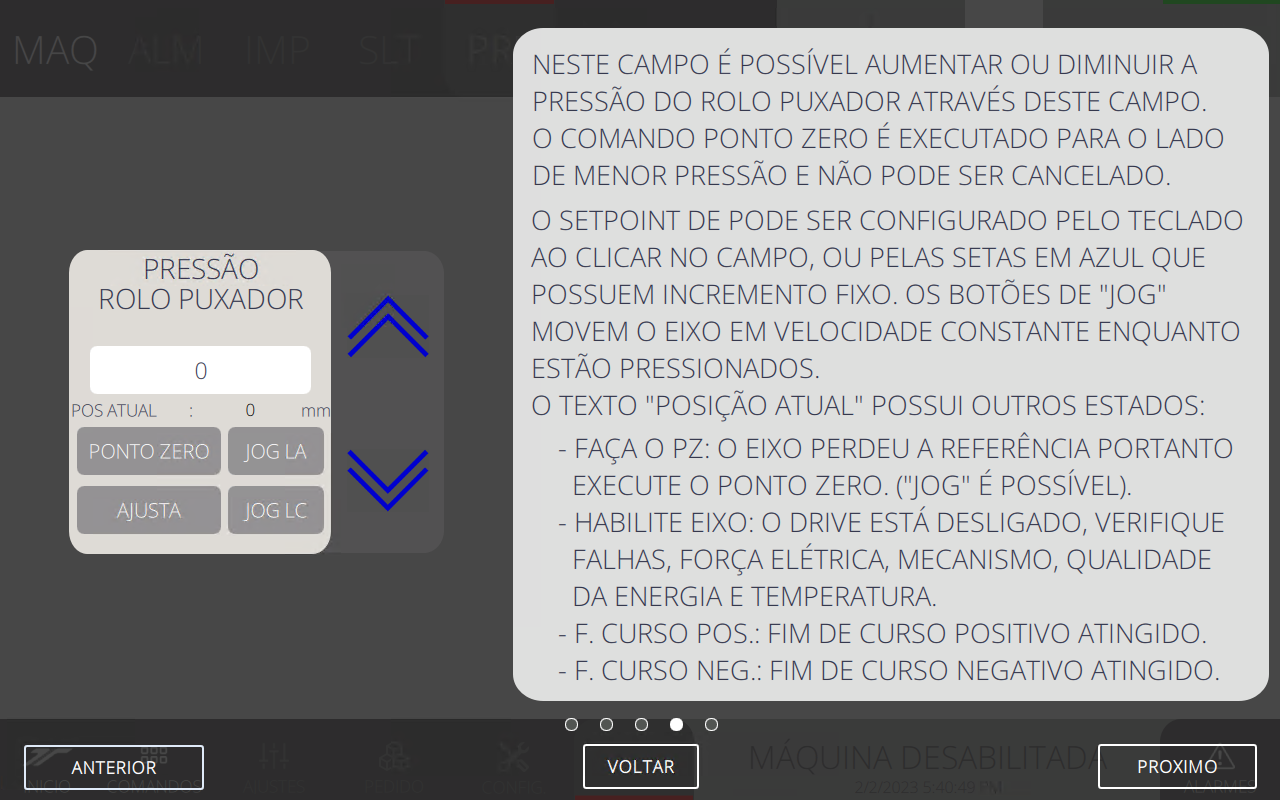 MAQ ALM IMP SLT
NESTE CAMPO É POSSÍVEL AUMENTAR OU DIMINUIR A
PRESSÃO DO ROLO PUXADOR ATRAVÉS DESTE CAMPO.
O COMANDO PONTO ZERO É EXECUTADO PARA O LADO
DE MENOR PRESSÃO E NÃO PODE SER CANCELADO.
O SETPOINT DE PODE SER CONFIGURADO PELO TECLADO
AO CLICAR NO CAMPO, OU PELAS SETAS EM AZUL QUE
POSSUEM INCREMENTO FIXO. OS BOTÕES DE "JOG"
MOVEM O EIXO EM VELOCIDADE CONSTANTE ENQUANTO
ESTÃO PRESSIONADOS.
O TEXTO "POSIÇÃO ATUAL" POSSUI OUTROS ESTADOS:
- FAÇA O PZ: O EIXO PERDEU A REFERÊNCIA PORTANTO
EXECUTE O PONTO ZERO. ("JOG" É POSSÍVEL).
- HABILITE EIXO: O DRIVE ESTÁ DESLIGADO, VERIFIQUE
FALHAS, FORÇA ELÉTRICA, MECANISMO, QUALIDADE
DA ENERGIA E TEMPERATURA.
- F. CURSO POS.: FIM DE CURSO POSITIVO ATINGIDO.
- F. CURSO NEG.: FIM DE CURSO NEGATIVO ATINGIDO.
PRESSÃO
ROLO PUXADOR
0
POS ATUAL : 0 mm
PONTO ZERO JOG LA
AJUSTA JOG LC
MÁQUINA DESABILITADA
ANTERIOR VOLTAR PROXIMO
INICIO COMANDOS AJUSTES PEDIDO CONFIG 2/2/2023 5:40:49 PM ALARMES